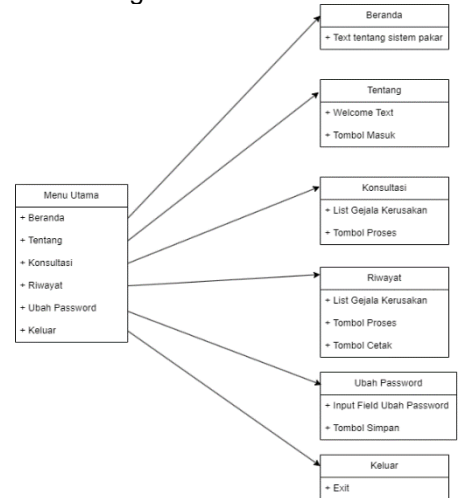 Beranda
+ Text tentang sistem pakar
Tentang
+ Welcome Text
+ Tombol Masuk
Menu Utama
+ Beranda
+ Tentang
+ Konsultasi
+ Riwayat
+ Ubah Password
+ Keluar
Konsultasi
+ List Gejala Kerusakan
+ Tombol Proses
Riwayat
+ List Gejala Kerusakan
+ Tombol Proses
+ Tombol Cetak
Ubah Password
+ Input Field Ubah Password
+ Tombol Simpan
Keluar
+ Exit